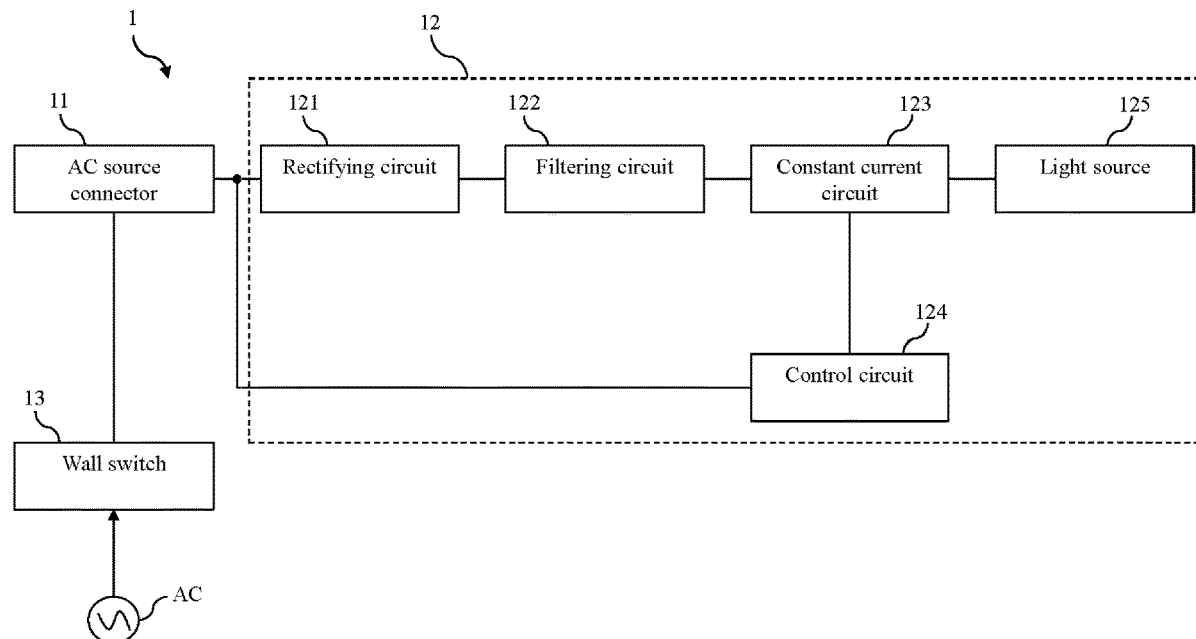 1
12
11
121
122
123
125
AC source
connector
Rectifying circuit
Filtering circuit
Constant current
circuit
Light source
124
Control circuit
13
Wall switch
AC